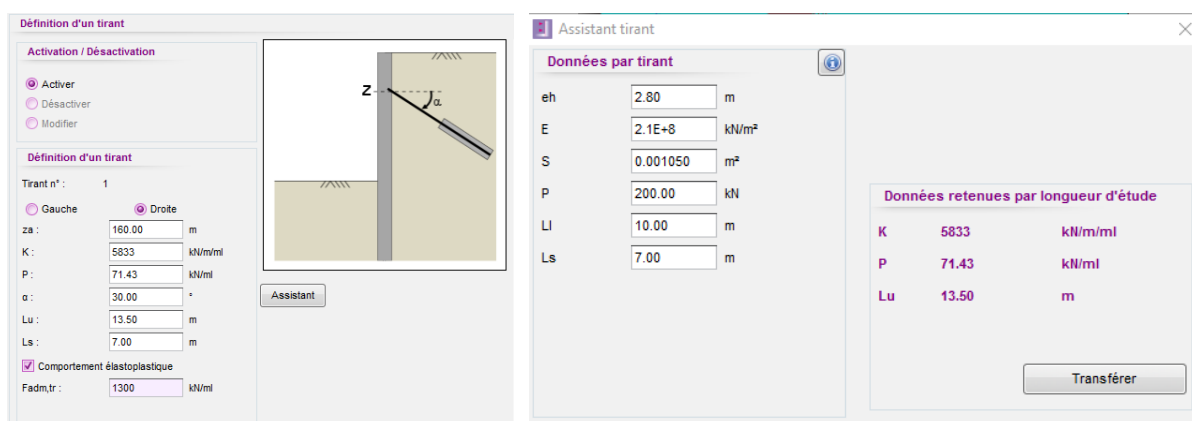 Définition d'un tirant
Activation / Désactivation
Activer
Désactiver
Modifier
Z
α
Définition d'un tirant
Tirant n° : 1
Gauche Droite
za : 160.00 m
K : 5833 kN/m/ml
P : 71.43 kN/ml
α : 30.00 °
Assistant
Lu : 13.50 m
Ls : 7.00 m
Comportement élastoplastique
Fadm,tr : 1300 kN/ml
Assistant tirant
Données par tirant
eh 2.80 m
E 2.1E+8 kN/m²
S 0.001050 m²
P 200.00 kN
Ll 10.00 m
Ls 7.00 m
Données retenues par longueur d'étude
K 5833 kN/m/ml
P 71.43 kN/ml
Lu 13.50 m
Transférer